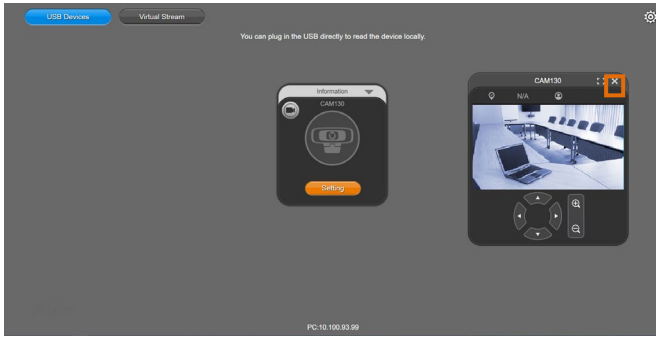 USB Devices
Virtual Stream
You can plug in the USB directly to read the device locally.
Information
CAM130
Setting
CAM130
N/A
PC:10.100.93.99